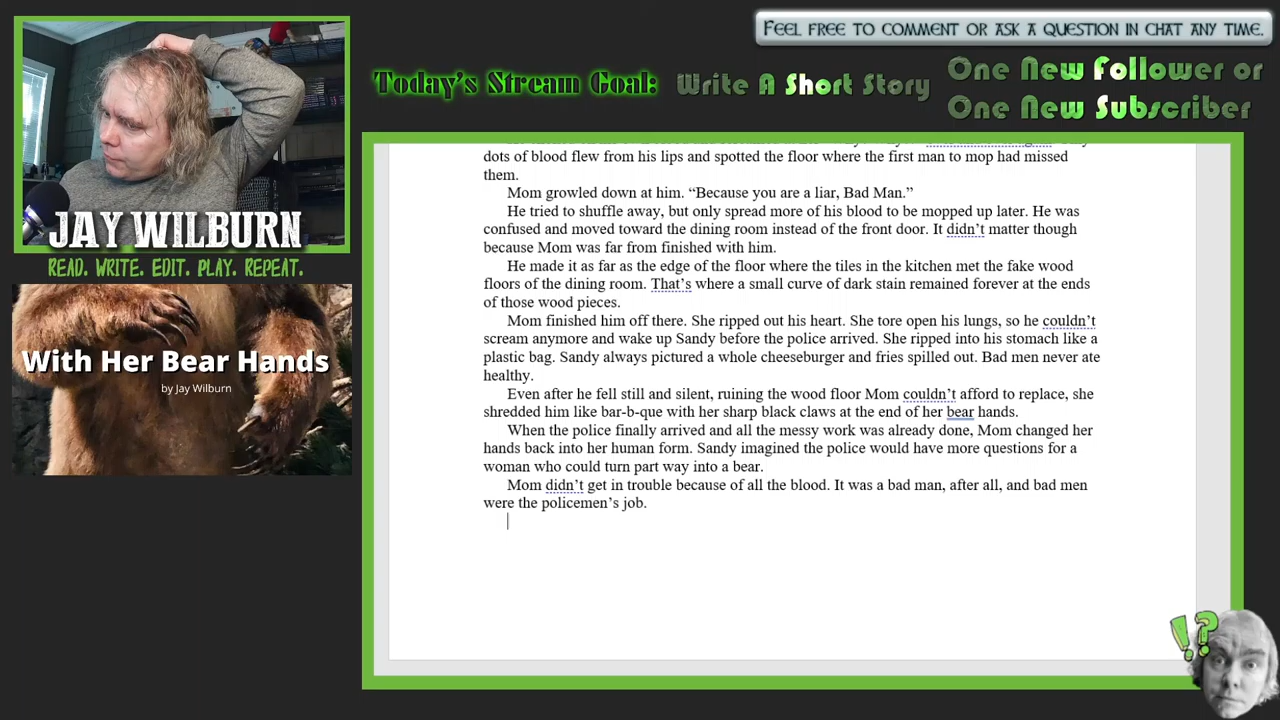 FEEL FREE TO COMMENT OR ASK A QUESTION IN CHAT ANY TIME.
Today's Stream Goal:
Write A Short Story
One New Follower or
One New Subscriber
JAY WILBURN
READ. WRITE. EDIT. PLAY. REPEAT.
With Her Bear Hands
by Jay Wilburn
dots of blood flew from his lips and spotted the floor where the first man to mop had missed
them.
Mom growled down at him. “Because you are a liar, Bad Man.”
He tried to shuffle away, but only spread more of his blood to be mopped up later. He was
confused and moved toward the dining room instead of the front door. It didn’t matter though
because Mom was far from finished with him.
He made it as far as the edge of the floor where the tiles in the kitchen met the fake wood
floors of the dining room. That’s where a small curve of dark stain remained forever at the ends
of those wood pieces.
Mom finished him off there. She ripped out his heart. She tore open his lungs, so he couldn’t
scream anymore and wake up Sandy before the police arrived. She ripped into his stomach like a
plastic bag. Sandy always pictured a whole cheeseburger and fries spilled out. Bad men never ate
healthy.
Even after he fell still and silent, ruining the wood floor Mom couldn’t afford to replace, she
shredded him like bar-b-que with her sharp black claws at the end of her bear hands.
When the police finally arrived and all the messy work was already done, Mom changed her
hands back into her human form. Sandy imagined the police would have more questions for a
woman who could turn part way into a bear.
Mom didn’t get in trouble because of all the blood. It was a bad man, after all, and bad men
were the policemen’s job.
!?